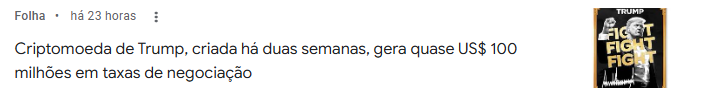 Folha • há 23 horas
Criptomoeda de Trump, criada há duas semanas, gera quase US$ 100
milhões em taxas de negociação
TRUMP
FIGHT
FIGHT
FIGHT